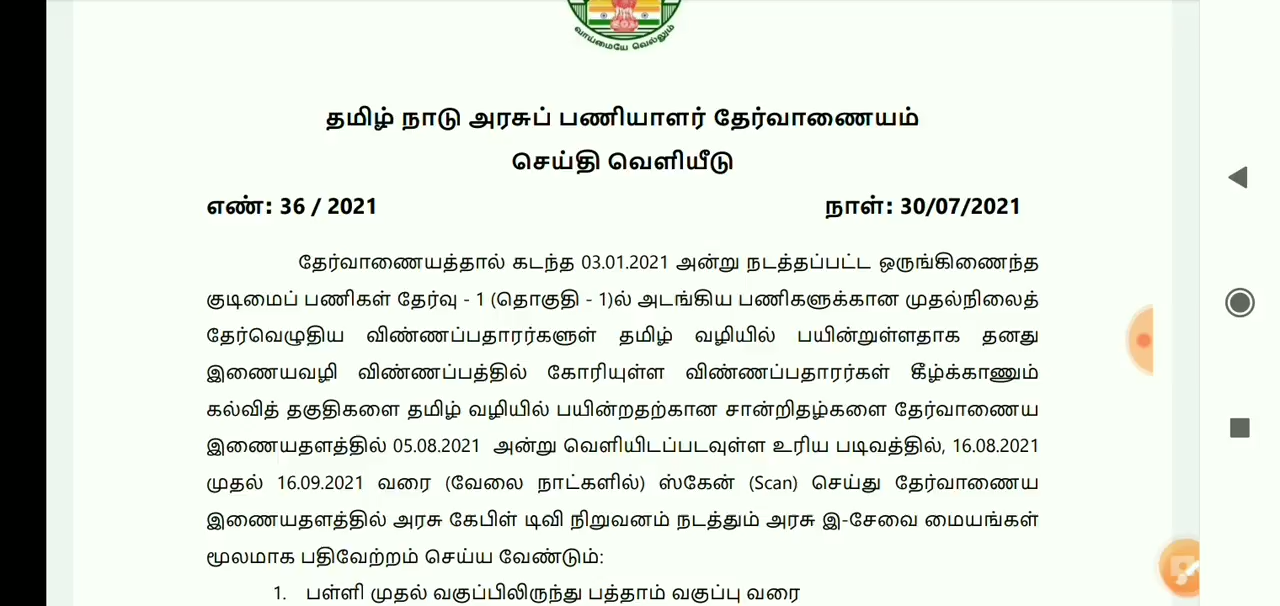 வாய்மையே வெல்லும்
தமிழ் நாடு அரசுப் பணியாளர் தேர்வாணையம்
செய்தி வெளியீடு
எண்: 36 / 2021 நாள்: 30/07/2021
தேர்வாணையத்தால் கடந்த 03.01.2021 அன்று நடத்தப்பட்ட ஒருங்கிணைந்த
குடிமைப் பணிகள் தேர்வு - 1 (தொகுதி - 1)ல் அடங்கிய பணிகளுக்கான முதல்நிலைத்
தேர்வெழுதிய விண்ணப்பதாரர்களுள் தமிழ் வழியில் பயின்றுள்ளதாக தனது
இணையவழி விண்ணப்பத்தில் கோரியுள்ள விண்ணப்பதாரர்கள் கீழ்க்காணும்
கல்வித் தகுதிகளை தமிழ் வழியில் பயின்றதற்கான சான்றிதழ்களை தேர்வாணைய
இணையதளத்தில் 05.08.2021 அன்று வெளியிடப்படவுள்ள உரிய படிவத்தில், 16.08.2021
முதல் 16.09.2021 வரை (வேலை நாட்களில்) ஸ்கேன் (Scan) செய்து தேர்வாணைய
இணையதளத்தில் அரசு கேபிள் டிவி நிறுவனம் நடத்தும் அரசு இ-சேவை மையங்கள்
மூலமாக பதிவேற்றம் செய்ய வேண்டும்:
1. பள்ளி முதல் வகுப்பிலிருந்து பத்தாம் வகுப்பு வரை